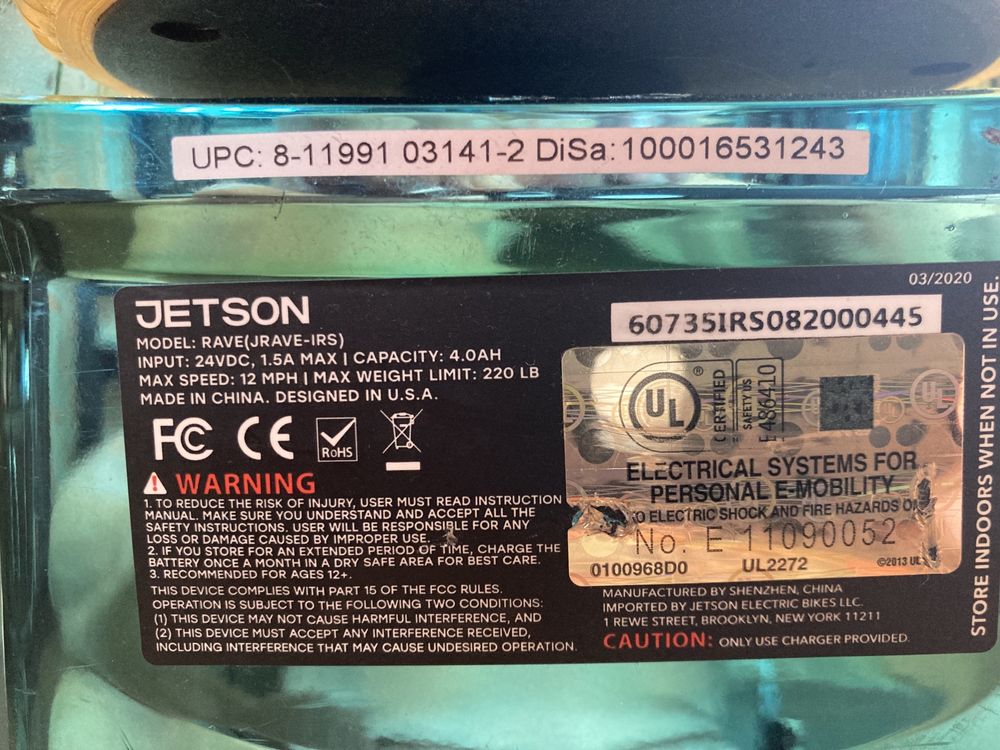 UPC: 8-11991 03141-2 DiSa:100016531243
03/2020
JETSON
MODEL: RAVE(JRAVE-IRS)
INPUT: 24VDC, 1.5A MAX | CAPACITY: 4.0AH
MAX SPEED: 12 MPH | MAX WEIGHT LIMIT: 220 LB
MADE IN CHINA. DESIGNED IN U.S.A.
FC CE RoHS
WARNING
1. TO REDUCE THE RISK OF INJURY, USER MUST READ INSTRUCTION
MANUAL. MAKE SURE YOU UNDERSTAND AND ACCEPT ALL THE
SAFETY INSTRUCTIONS. USER WILL BE RESPONSIBLE FOR ANY
LOSS OR DAMAGE CAUSED BY IMPROPER USE.
2. IF YOU STORE FOR AN EXTENDED PERIOD OF TIME, CHARGE THE
BATTERY ONCE A MONTH IN A DRY SAFE AREA FOR BEST CARE.
3. RECOMMENDED FOR AGES 12+.
THIS DEVICE COMPLIES WITH PART 15 OF THE FCC RULES.
OPERATION IS SUBJECT TO THE FOLLOWING TWO CONDITIONS:
(1) THIS DEVICE MAY NOT CAUSE HARMFUL INTERFERENCE, AND
(2) THIS DEVICE MUST ACCEPT ANY INTERFERENCE RECEIVED,
INCLUDING INTERFERENCE THAT MAY CAUSE UNDESIRED OPERATION.
60735IRS082000445
UL ®
CERTIFIED
SAFETY US
E486410
UL
ELECTRICAL SYSTEMS FOR
PERSONAL E-MOBILITY
ELECTRIC SHOCK AND FIRE HAZARDS
No. E 11090052
0100968D0 UL2272 ©2013 UL
MANUFACTURED BY SHENZHEN, CHINA
IMPORTED BY JETSON ELECTRIC BIKES LLC.
1 REWE STREET, BROOKLYN, NEW YORK 11211
CAUTION: ONLY USE CHARGER PROVIDED.
STORE INDOORS WHEN NOT IN USE.